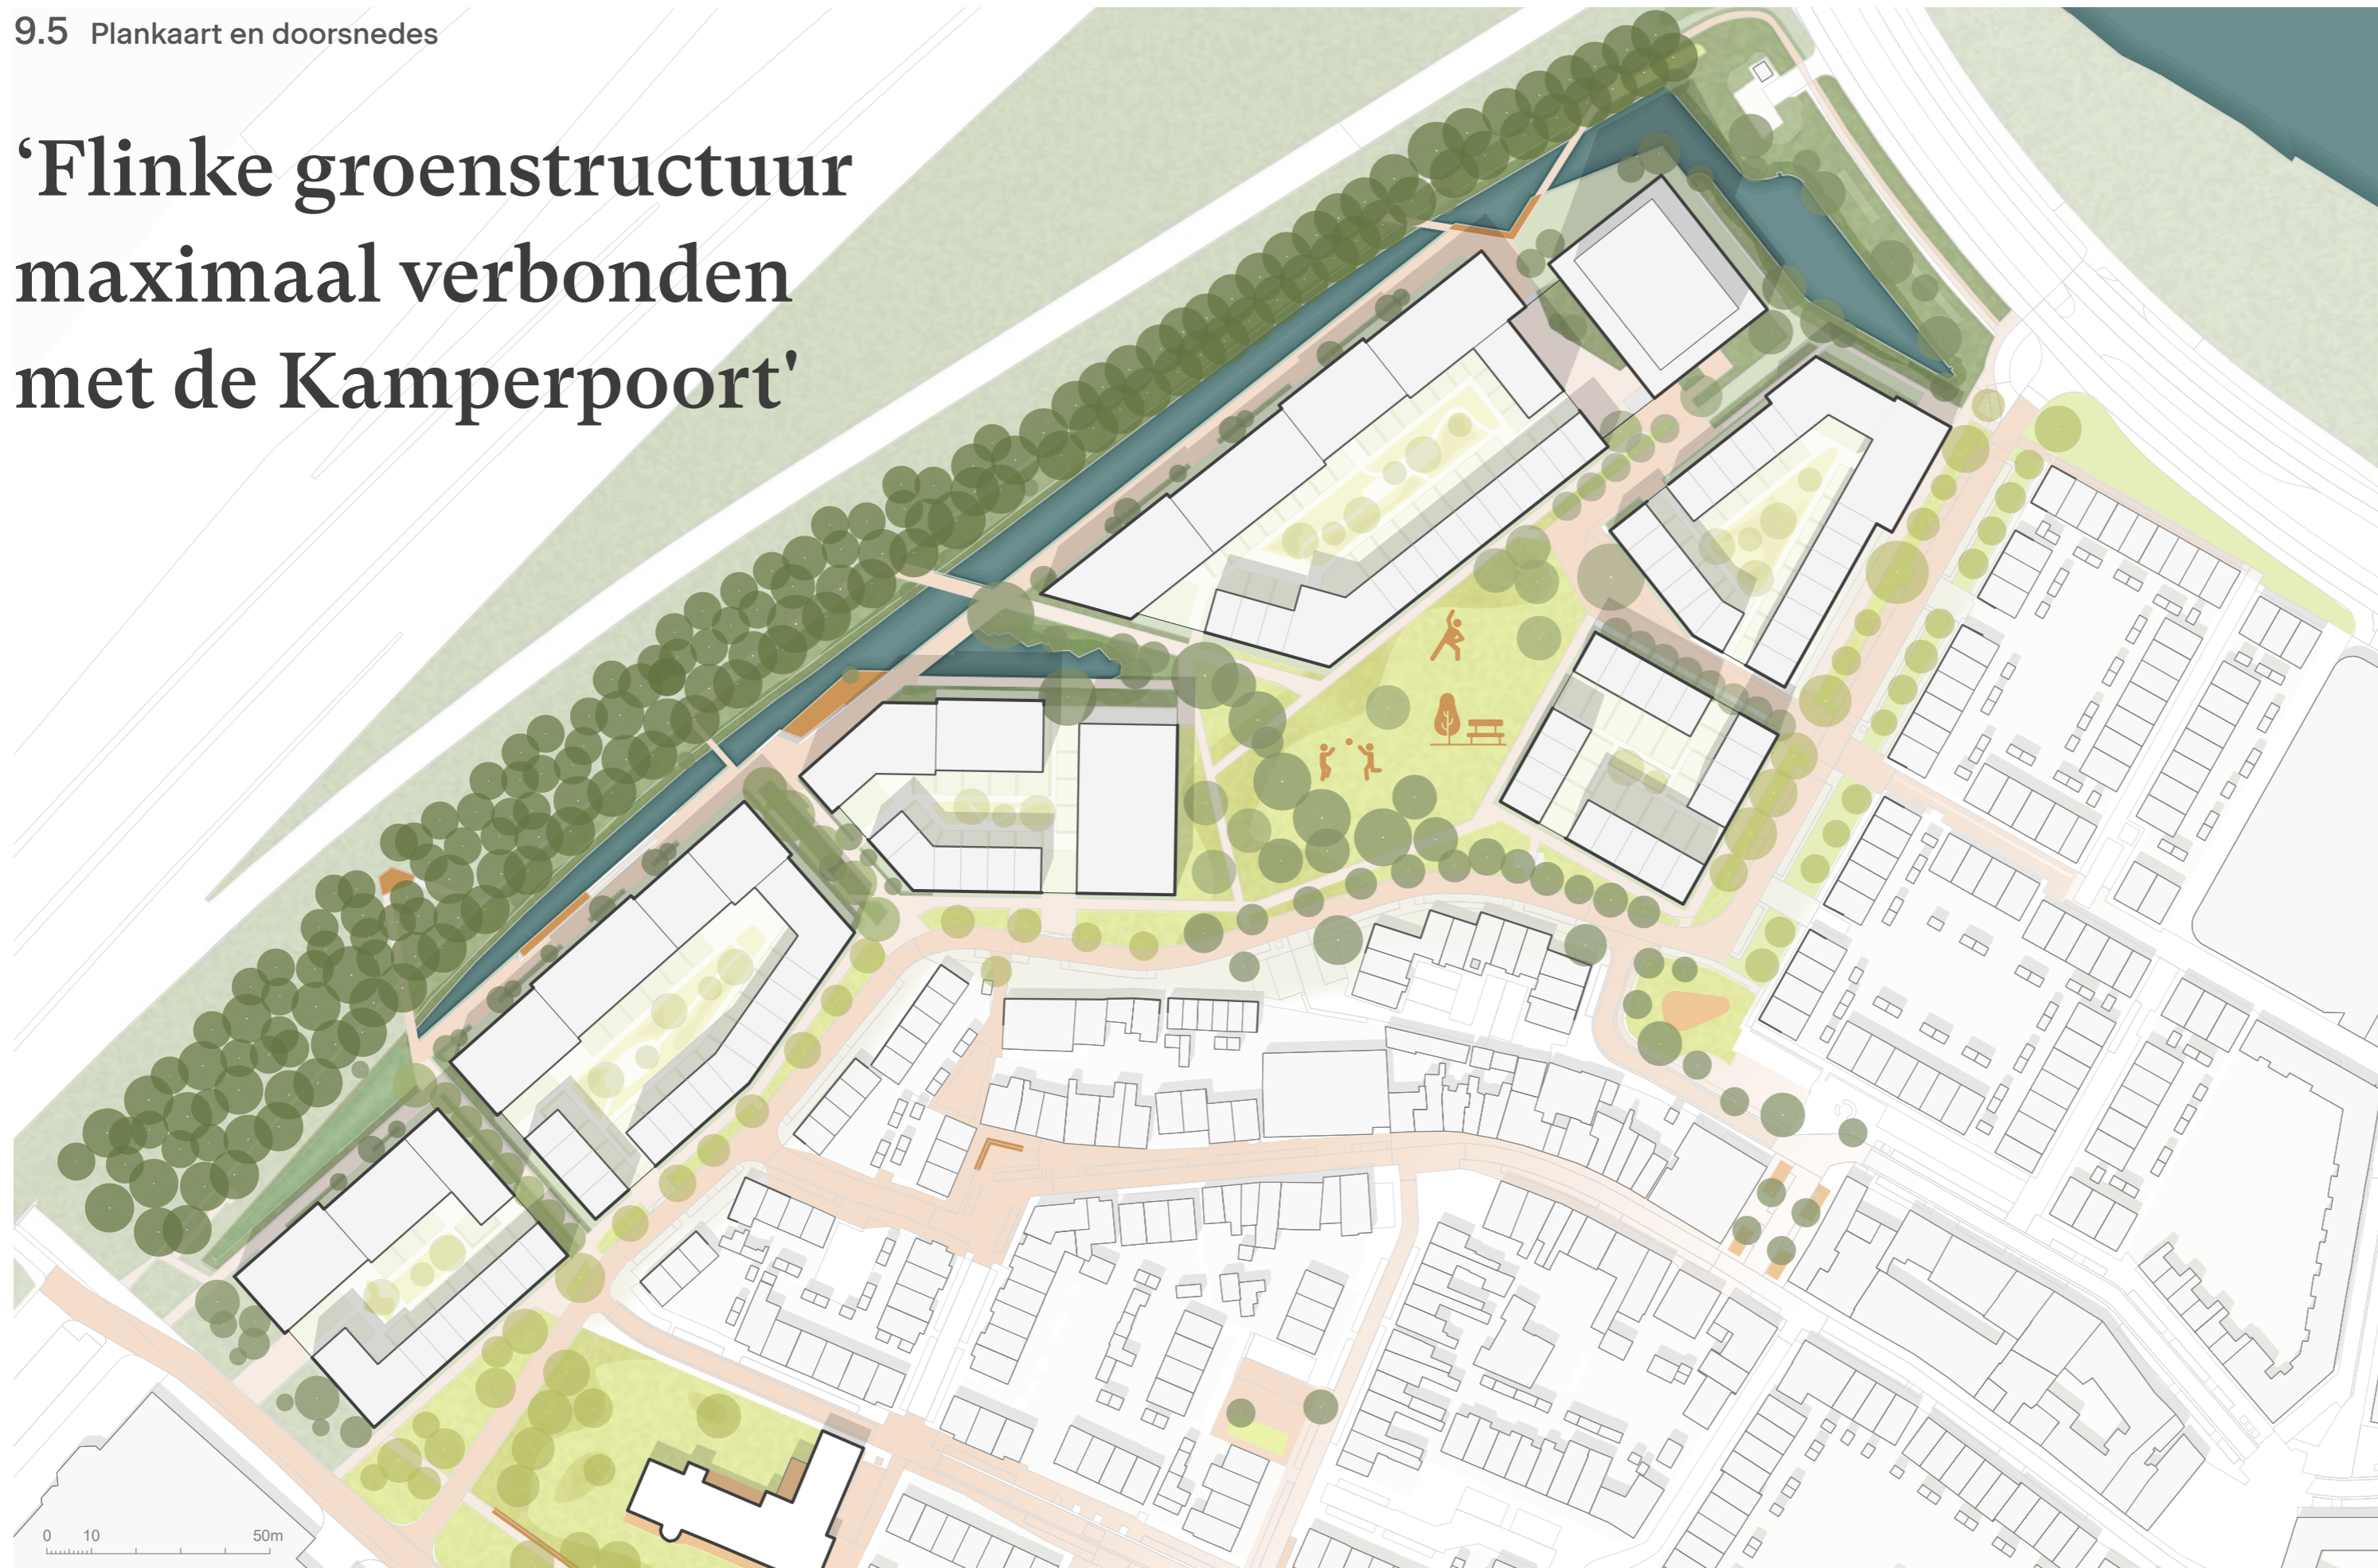 9.5 Plankaart en doorsnedes
‘Flinke groenstructuur
maximaal verbonden
met de Kamperpoort'
0 10 50m